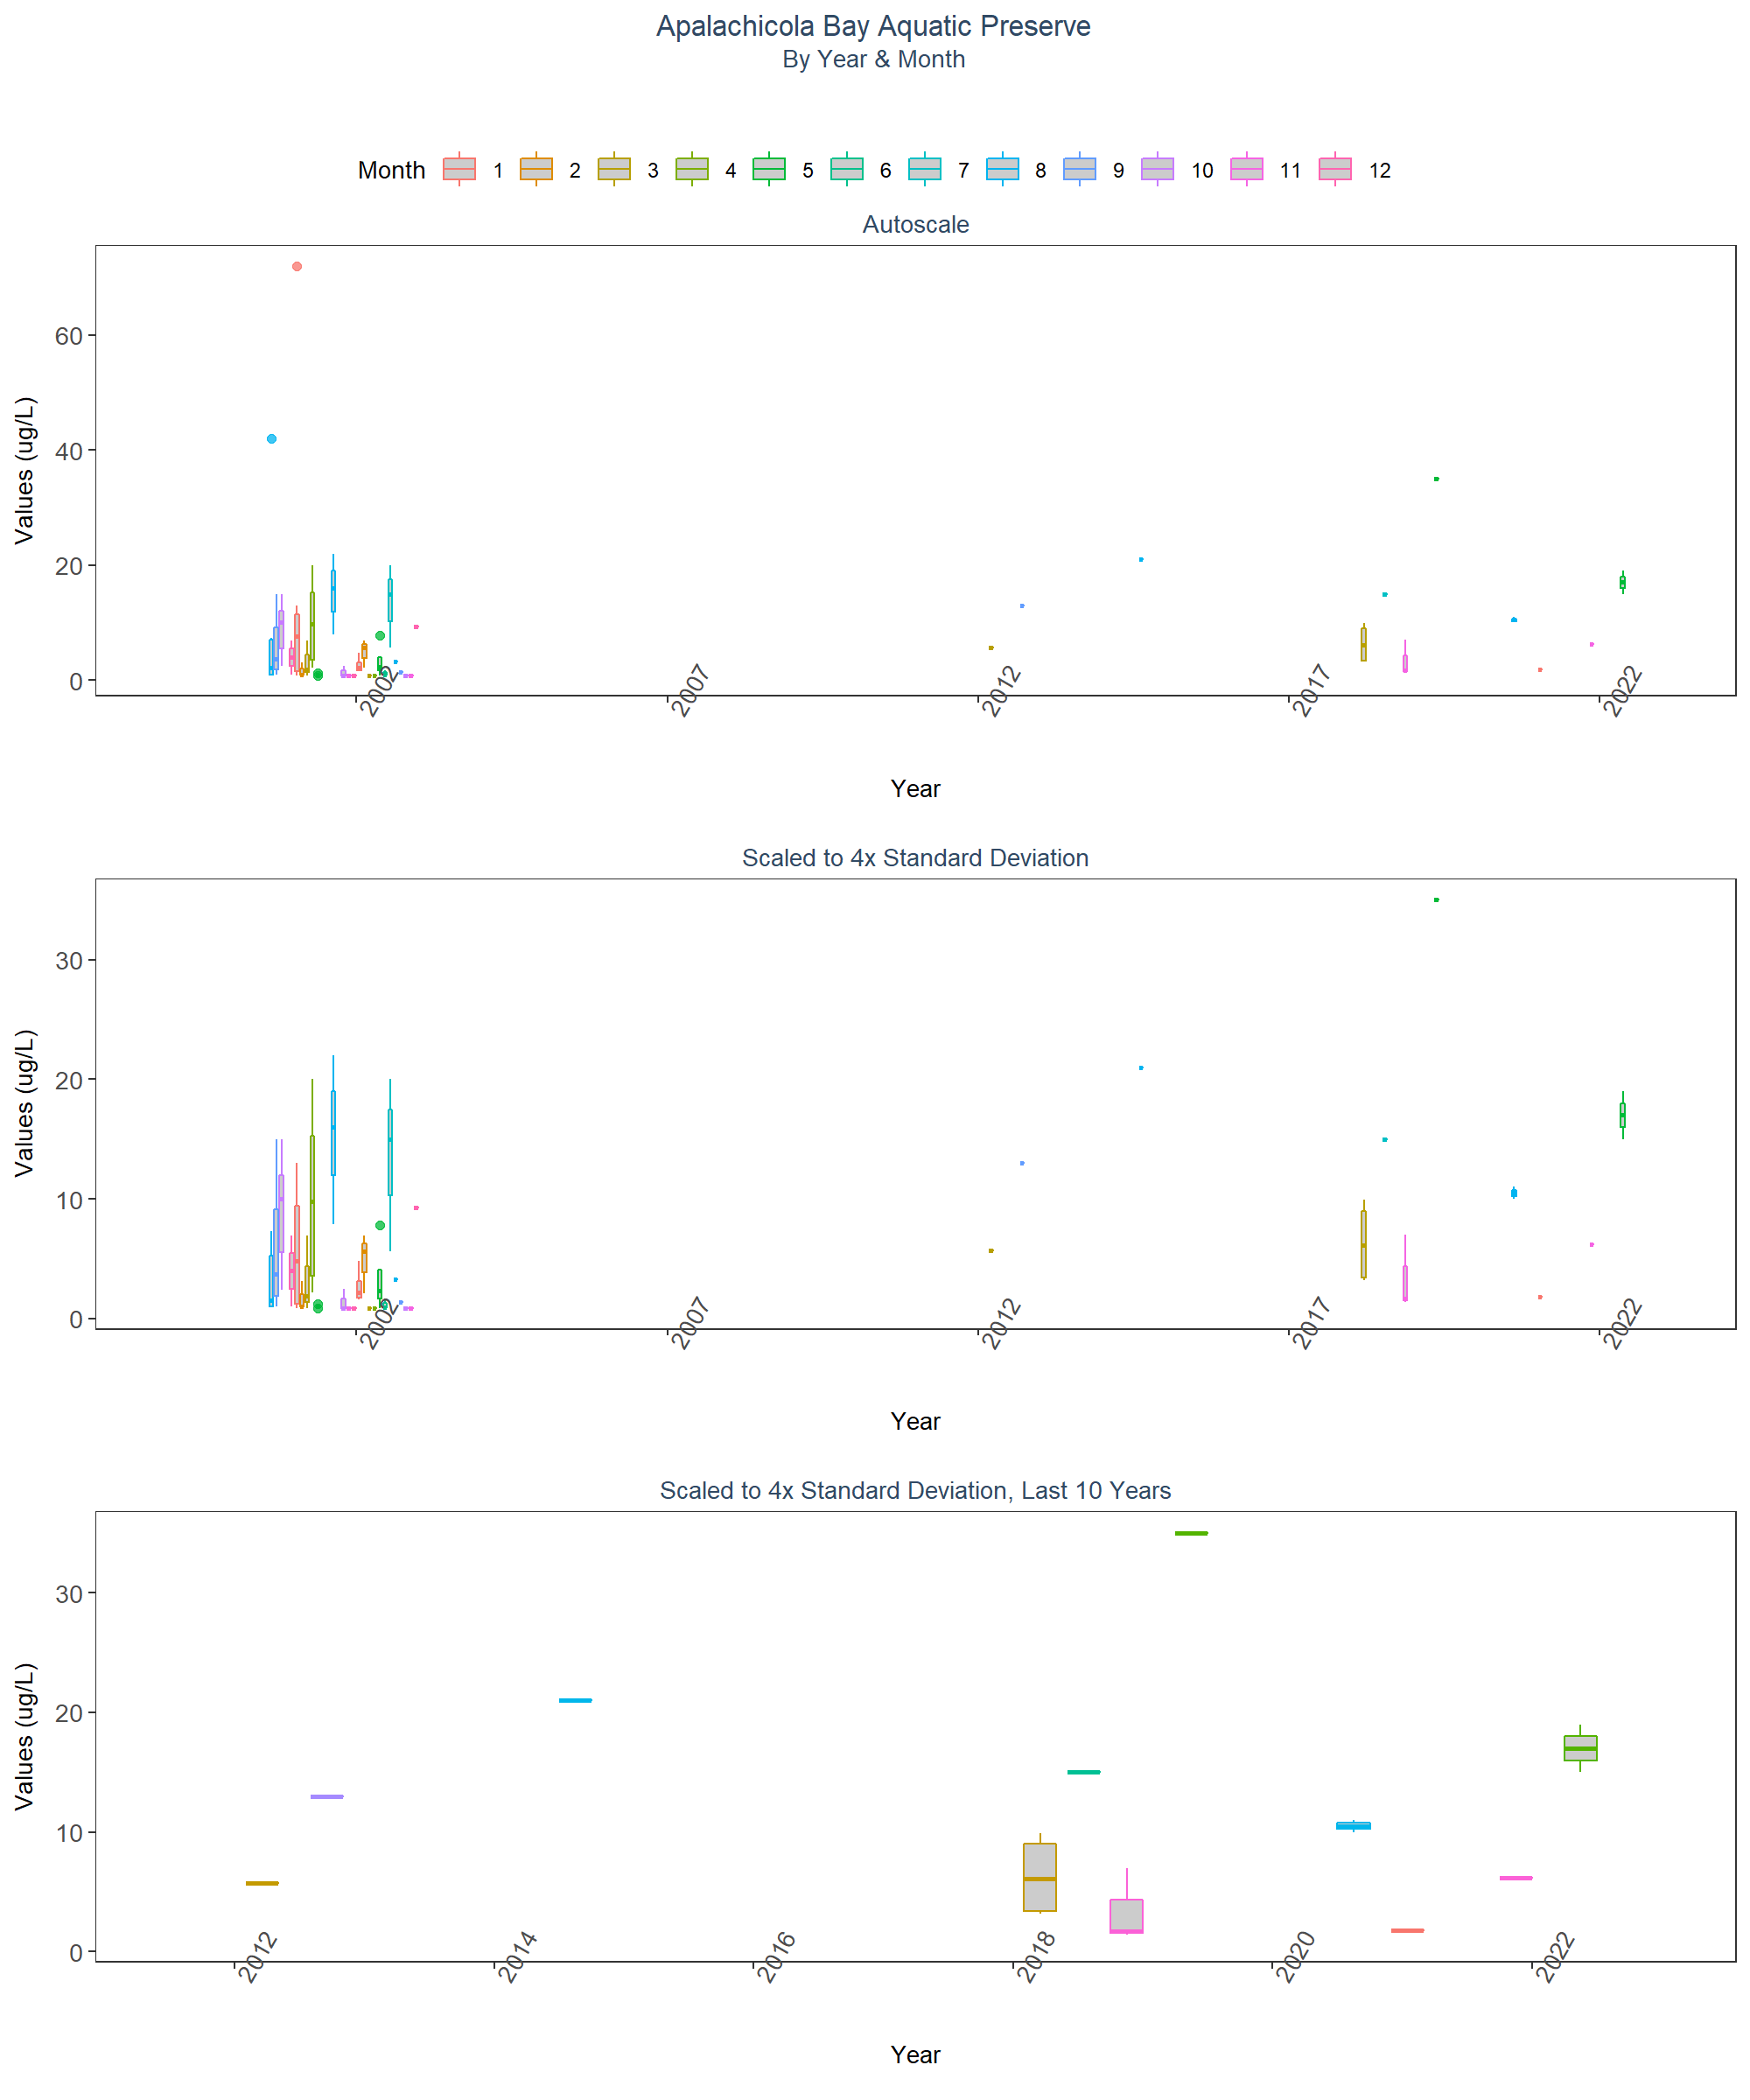 Apalachicola Bay Aquatic Preserve
By Year & Month
Month 1 2 3 4 5 6 7 8 9 10 11 12
Autoscale
Values (ug/L)
60
40
20
0
2002 2007 2012 2017 2022
Year
Scaled to 4x Standard Deviation
Values (ug/L)
30
20
10
0
2002 2007 2012 2017 2022
Year
Scaled to 4x Standard Deviation, Last 10 Years
Values (ug/L)
30
20
10
0
2012 2014 2016 2018 2020 2022
Year